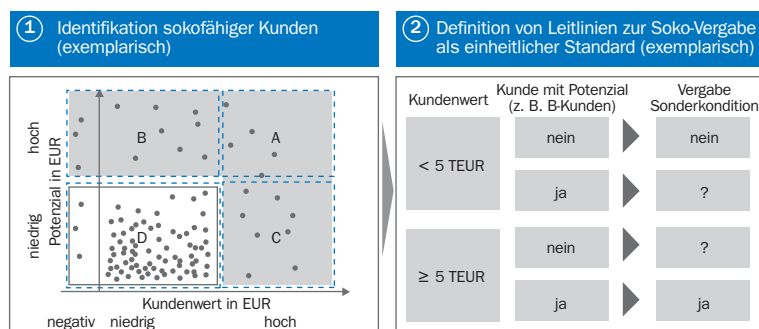 1 Identifikation sokofähiger Kunden
(exemplarisch)
hoch
niedrig
Potenzial in EUR
B
A
D
C
Kundenwert in EUR
negativ niedrig hoch
2 Definition von Leitlinien zur Soko-Vergabe
als einheitlicher Standard (exemplarisch)
Kundenwert
Kunde mit Potenzial
(z. B. B-Kunden)
Vergabe
Sonderkondition
< 5 TEUR
nein nein
ja ?
≥ 5 TEUR
nein ?
ja ja